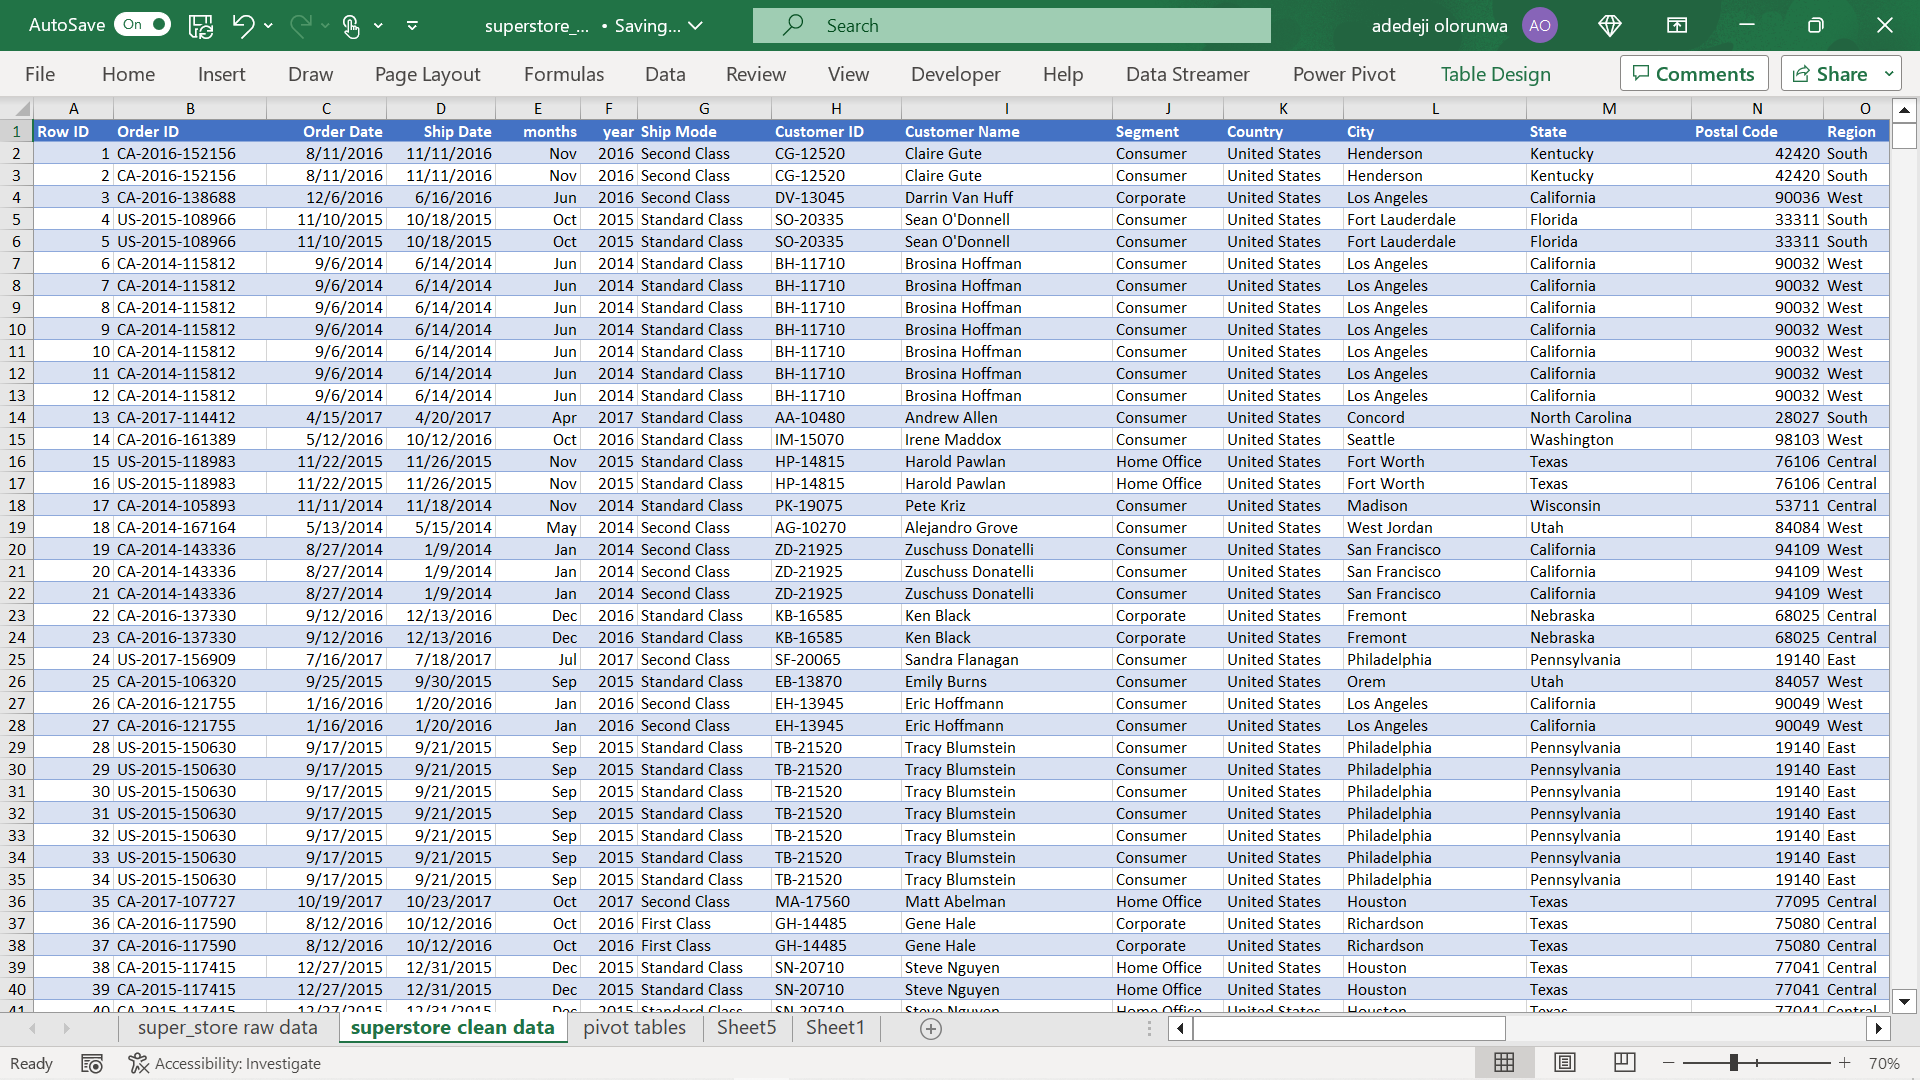 AutoSave On superstore_... • Saving... Search adedeji olorunwa AO
File Home Insert Draw Page Layout Formulas Data Review View Developer Help Data Streamer Power Pivot Table Design Comments Share
A B C D E F G H I J K L M N O
1 Row ID Order ID Order Date Ship Date months year Ship Mode Customer ID Customer Name Segment Country City State Postal Code Region
2 1 CA-2016-152156 8/11/2016 11/11/2016 Nov 2016 Second Class CG-12520 Claire Gute Consumer United States Henderson Kentucky 42420 South
3 2 CA-2016-152156 8/11/2016 11/11/2016 Nov 2016 Second Class CG-12520 Claire Gute Consumer United States Henderson Kentucky 42420 South
4 3 CA-2016-138688 12/6/2016 6/16/2016 Jun 2016 Second Class DV-13045 Darrin Van Huff Corporate United States Los Angeles California 90036 West
5 4 US-2015-108966 11/10/2015 10/18/2015 Oct 2015 Standard Class SO-20335 Sean O'Donnell Consumer United States Fort Lauderdale Florida 33311 South
6 5 US-2015-108966 11/10/2015 10/18/2015 Oct 2015 Standard Class SO-20335 Sean O'Donnell Consumer United States Fort Lauderdale Florida 33311 South
7 6 CA-2014-115812 9/6/2014 6/14/2014 Jun 2014 Standard Class BH-11710 Brosina Hoffman Consumer United States Los Angeles California 90032 West
8 7 CA-2014-115812 9/6/2014 6/14/2014 Jun 2014 Standard Class BH-11710 Brosina Hoffman Consumer United States Los Angeles California 90032 West
9 8 CA-2014-115812 9/6/2014 6/14/2014 Jun 2014 Standard Class BH-11710 Brosina Hoffman Consumer United States Los Angeles California 90032 West
10 9 CA-2014-115812 9/6/2014 6/14/2014 Jun 2014 Standard Class BH-11710 Brosina Hoffman Consumer United States Los Angeles California 90032 West
11 10 CA-2014-115812 9/6/2014 6/14/2014 Jun 2014 Standard Class BH-11710 Brosina Hoffman Consumer United States Los Angeles California 90032 West
12 11 CA-2014-115812 9/6/2014 6/14/2014 Jun 2014 Standard Class BH-11710 Brosina Hoffman Consumer United States Los Angeles California 90032 West
13 12 CA-2014-115812 9/6/2014 6/14/2014 Jun 2014 Standard Class BH-11710 Brosina Hoffman Consumer United States Los Angeles California 90032 West
14 13 CA-2017-114412 4/15/2017 4/20/2017 Apr 2017 Standard Class AA-10480 Andrew Allen Consumer United States Concord North Carolina 28027 South
15 14 CA-2016-161389 5/12/2016 10/12/2016 Oct 2016 Standard Class IM-15070 Irene Maddox Consumer United States Seattle Washington 98103 West
16 15 US-2015-118983 11/22/2015 11/26/2015 Nov 2015 Standard Class HP-14815 Harold Pawlan Home Office United States Fort Worth Texas 76106 Central
17 16 US-2015-118983 11/22/2015 11/26/2015 Nov 2015 Standard Class HP-14815 Harold Pawlan Home Office United States Fort Worth Texas 76106 Central
18 17 CA-2014-105893 11/11/2014 11/18/2014 Nov 2014 Standard Class PK-19075 Pete Kriz Consumer United States Madison Wisconsin 53711 Central
19 18 CA-2014-167164 5/13/2014 5/15/2014 May 2014 Second Class AG-10270 Alejandro Grove Consumer United States West Jordan Utah 84084 West
20 19 CA-2014-143336 8/27/2014 1/9/2014 Jan 2014 Second Class ZD-21925 Zuschuss Donatelli Consumer United States San Francisco California 94109 West
21 20 CA-2014-143336 8/27/2014 1/9/2014 Jan 2014 Second Class ZD-21925 Zuschuss Donatelli Consumer United States San Francisco California 94109 West
22 21 CA-2014-143336 8/27/2014 1/9/2014 Jan 2014 Second Class ZD-21925 Zuschuss Donatelli Consumer United States San Francisco California 94109 West
23 22 CA-2016-137330 9/12/2016 12/13/2016 Dec 2016 Standard Class KB-16585 Ken Black Corporate United States Fremont Nebraska 68025 Central
24 23 CA-2016-137330 9/12/2016 12/13/2016 Dec 2016 Standard Class KB-16585 Ken Black Corporate United States Fremont Nebraska 68025 Central
25 24 US-2017-156909 7/16/2017 7/18/2017 Jul 2017 Second Class SF-20065 Sandra Flanagan Consumer United States Philadelphia Pennsylvania 19140 East
26 25 CA-2015-106320 9/25/2015 9/30/2015 Sep 2015 Standard Class EB-13870 Emily Burns Consumer United States Orem Utah 84057 West
27 26 CA-2016-121755 1/16/2016 1/20/2016 Jan 2016 Second Class EH-13945 Eric Hoffmann Consumer United States Los Angeles California 90049 West
28 27 CA-2016-121755 1/16/2016 1/20/2016 Jan 2016 Second Class EH-13945 Eric Hoffmann Consumer United States Los Angeles California 90049 West
29 28 US-2015-150630 9/17/2015 9/21/2015 Sep 2015 Standard Class TB-21520 Tracy Blumstein Consumer United States Philadelphia Pennsylvania 19140 East
30 29 US-2015-150630 9/17/2015 9/21/2015 Sep 2015 Standard Class TB-21520 Tracy Blumstein Consumer United States Philadelphia Pennsylvania 19140 East
31 30 US-2015-150630 9/17/2015 9/21/2015 Sep 2015 Standard Class TB-21520 Tracy Blumstein Consumer United States Philadelphia Pennsylvania 19140 East
32 31 US-2015-150630 9/17/2015 9/21/2015 Sep 2015 Standard Class TB-21520 Tracy Blumstein Consumer United States Philadelphia Pennsylvania 19140 East
33 32 US-2015-150630 9/17/2015 9/21/2015 Sep 2015 Standard Class TB-21520 Tracy Blumstein Consumer United States Philadelphia Pennsylvania 19140 East
34 33 US-2015-150630 9/17/2015 9/21/2015 Sep 2015 Standard Class TB-21520 Tracy Blumstein Consumer United States Philadelphia Pennsylvania 19140 East
35 34 US-2015-150630 9/17/2015 9/21/2015 Sep 2015 Standard Class TB-21520 Tracy Blumstein Consumer United States Philadelphia Pennsylvania 19140 East
36 35 CA-2017-107727 10/19/2017 10/23/2017 Oct 2017 Second Class MA-17560 Matt Abelman Home Office United States Houston Texas 77095 Central
37 36 CA-2016-117590 8/12/2016 10/12/2016 Oct 2016 First Class GH-14485 Gene Hale Corporate United States Richardson Texas 75080 Central
38 37 CA-2016-117590 8/12/2016 10/12/2016 Oct 2016 First Class GH-14485 Gene Hale Corporate United States Richardson Texas 75080 Central
39 38 CA-2015-117415 12/27/2015 12/31/2015 Dec 2015 Standard Class SN-20710 Steve Nguyen Home Office United States Houston Texas 77041 Central
40 39 CA-2015-117415 12/27/2015 12/31/2015 Dec 2015 Standard Class SN-20710 Steve Nguyen Home Office United States Houston Texas 77041 Central
41 40 CA-2015-117415 12/27/2015 12/31/2015 Dec 2015 Standard Class SN-20710 Steve Nguyen Home Office United States Houston Texas 77041 Central
super_store raw data superstore clean data pivot tables Sheet5 Sheet1
Ready Accessibility: Investigate 70%